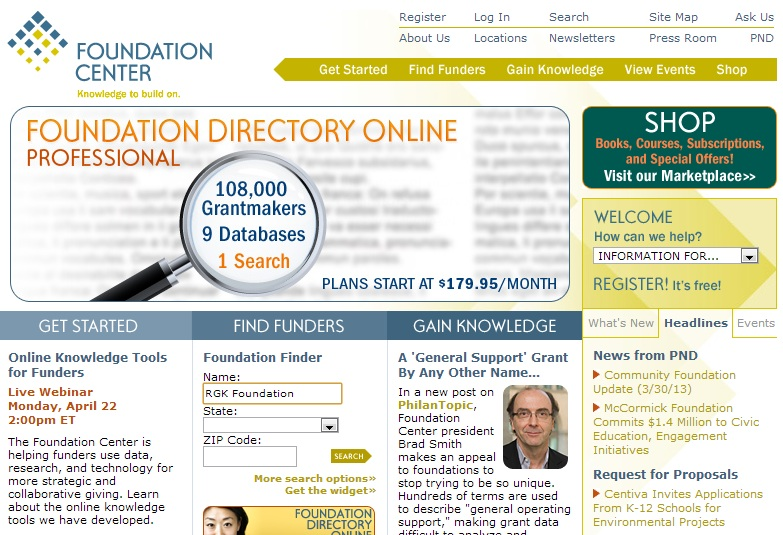 FOUNDATION
CENTER
Knowledge to build on.
Register Log In Search Site Map Ask Us
About Us Locations Newsletters Press Room PND
Get Started Find Funders Gain Knowledge View Events Shop
FOUNDATION DIRECTORY ONLINE
PROFESSIONAL
108,000
Grantmakers
9 Databases
1 Search
PLANS START AT $179.95/MONTH
SHOP
Books, Courses, Subscriptions,
and Special Offers!
Visit our Marketplace>>
WELCOME
How can we help?
INFORMATION FOR...
REGISTER! It's free!
GET STARTED
Online Knowledge Tools
for Funders
Live Webinar
Monday, April 22
2:00pm ET
The Foundation Center is
helping funders use data,
research, and technology for
more strategic and
collaborative giving. Learn
about the online knowledge
tools we have developed.
FIND FUNDERS
Foundation Finder
Name:
RGK Foundation
State:
ZIP Code:
SEARCH
More search options»
Get the widget»
FOUNDATION
DIRECTORY
ONLINE
GAIN KNOWLEDGE
A 'General Support' Grant
By Any Other Name...
In a new post on
PhilanTopic,
Foundation
Center president
Brad Smith
makes an appeal
to foundations to
stop trying to be so unique.
Hundreds of terms are used
to describe "general operating
support," making grant data
difficult to analyze and
What's New Headlines Events
News from PND
Community Foundation
Update (3/30/13)
McCormick Foundation
Commits $1.4 Million to Civic
Education, Engagement
Initiatives
Request for Proposals
Centiva Invites Applications
From K-12 Schools for
Environmental Projects